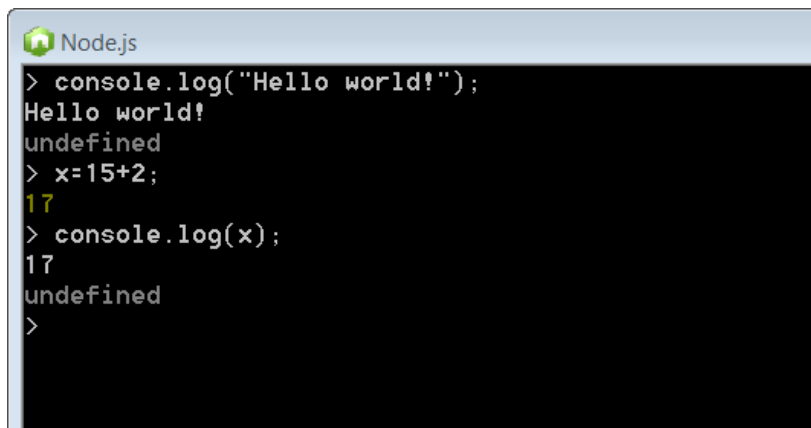 Node.js
> console.log("Hello world!");
Hello world!
undefined
> x=15+2;
17
> console.log(x);
17
undefined
>